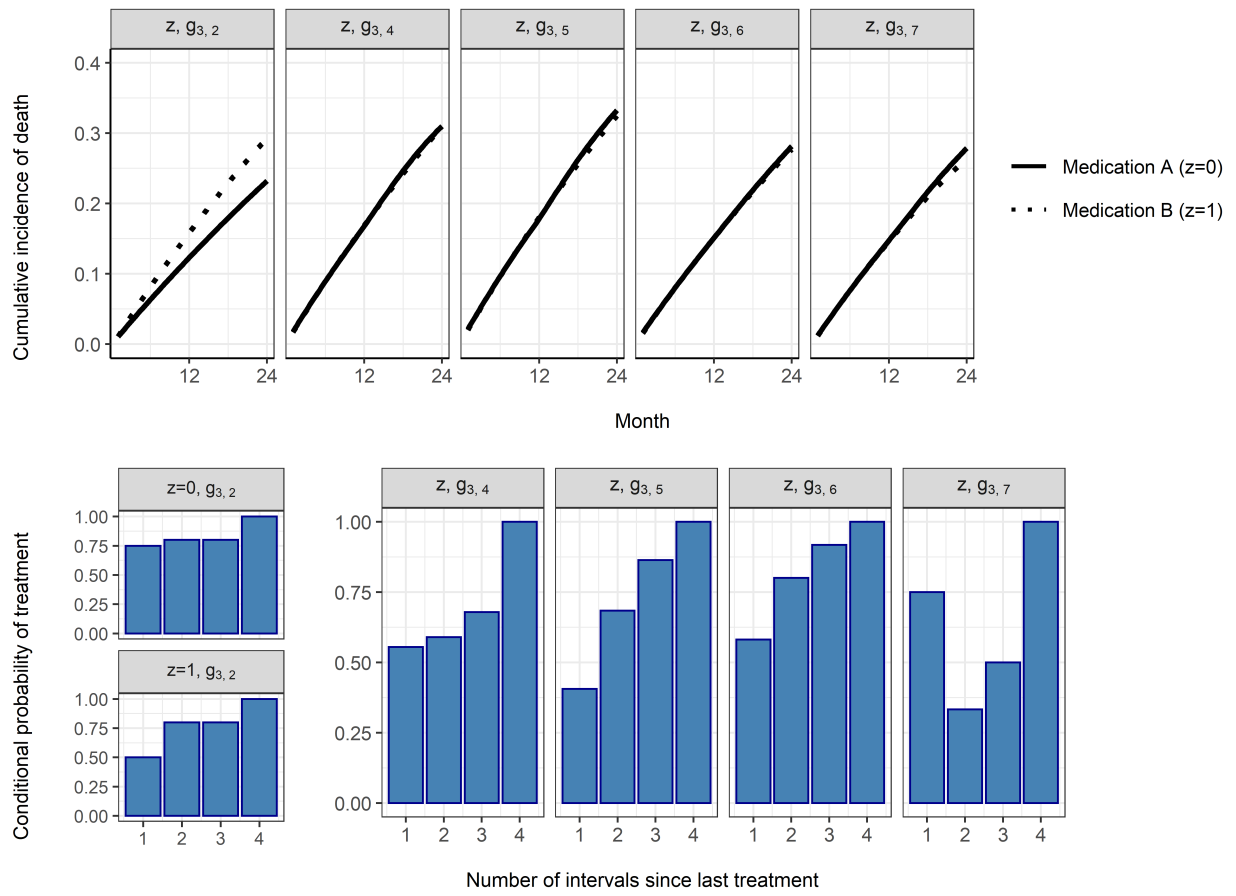 z, g3, 2 z, g3, 4 z, g3, 5 z, g3, 6 z, g3, 7
Cumulative incidence of death
0.4
0.3
0.2
0.1
0.0
12 24 12 24 12 24 12 24 12 24
Month
Medication A (z=0)
Medication B (z=1)
Conditional probability of treatment
z=0, g3, 2
1.00
0.75
0.50
0.25
0.00
z=1, g3, 2
1.00
0.75
0.50
0.25
0.00
1 2 3 4
z, g3, 4 z, g3, 5 z, g3, 6 z, g3, 7
1.00
0.75
0.50
0.25
0.00
1 2 3 4 1 2 3 4 1 2 3 4 1 2 3 4
Number of intervals since last treatment